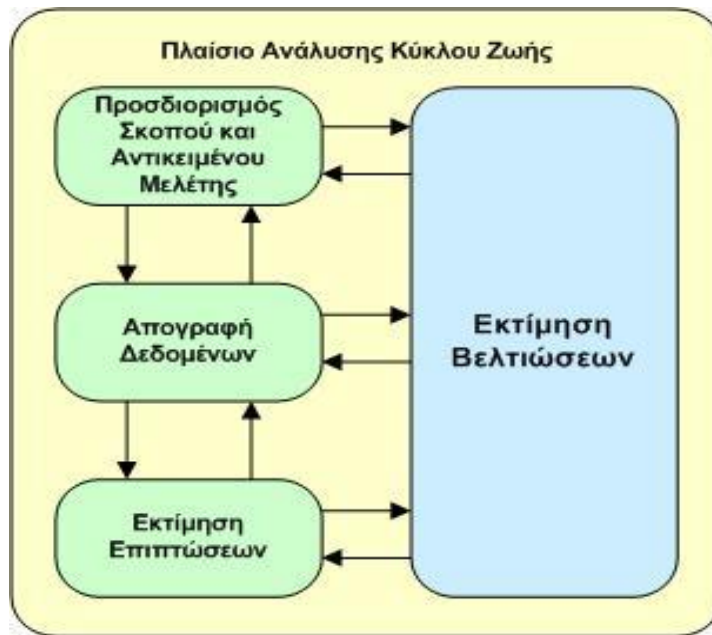 Πλαίσιο Ανάλυσης Κύκλου Ζωής
Προσδιορισμός
Σκοπού και
Αντικειμένου
Μελέτης
Απογραφή
Δεδομένων
Εκτίμηση
Επιπτώσεων
Εκτίμηση
Βελτιώσεων